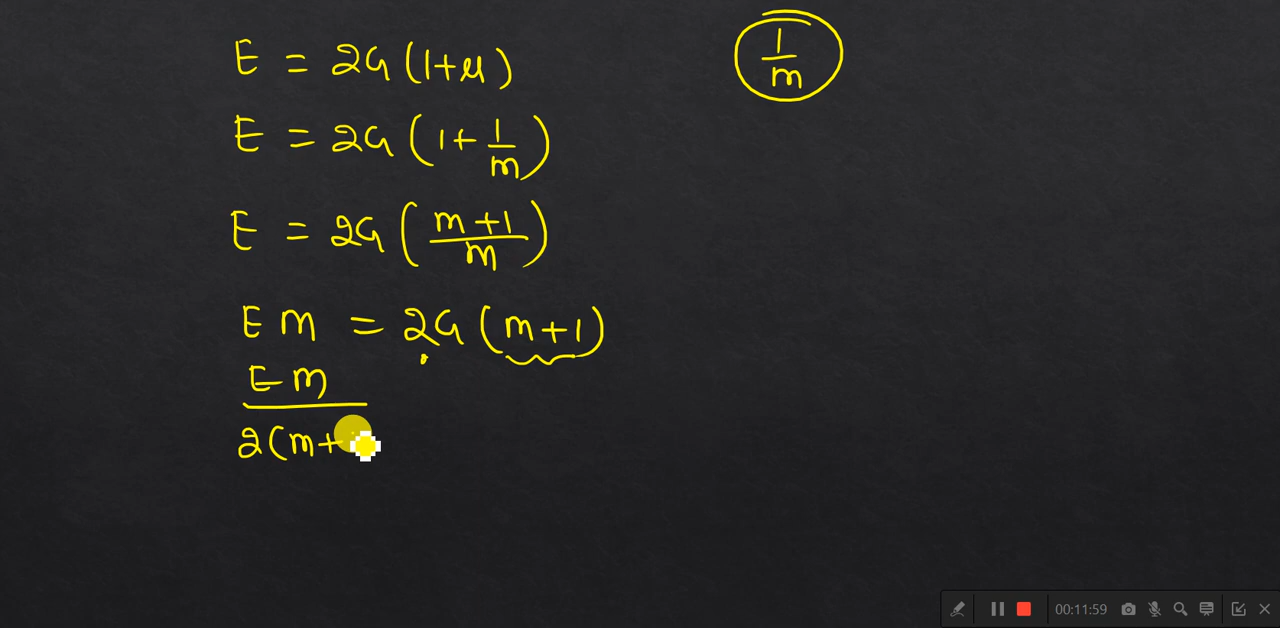 E = 2G (1+μ)
1/m
E = 2G (1 + 1/m)
E = 2G ((m+1)/m)
E m = 2G (m+1)
E m
2(m+
00:11:59